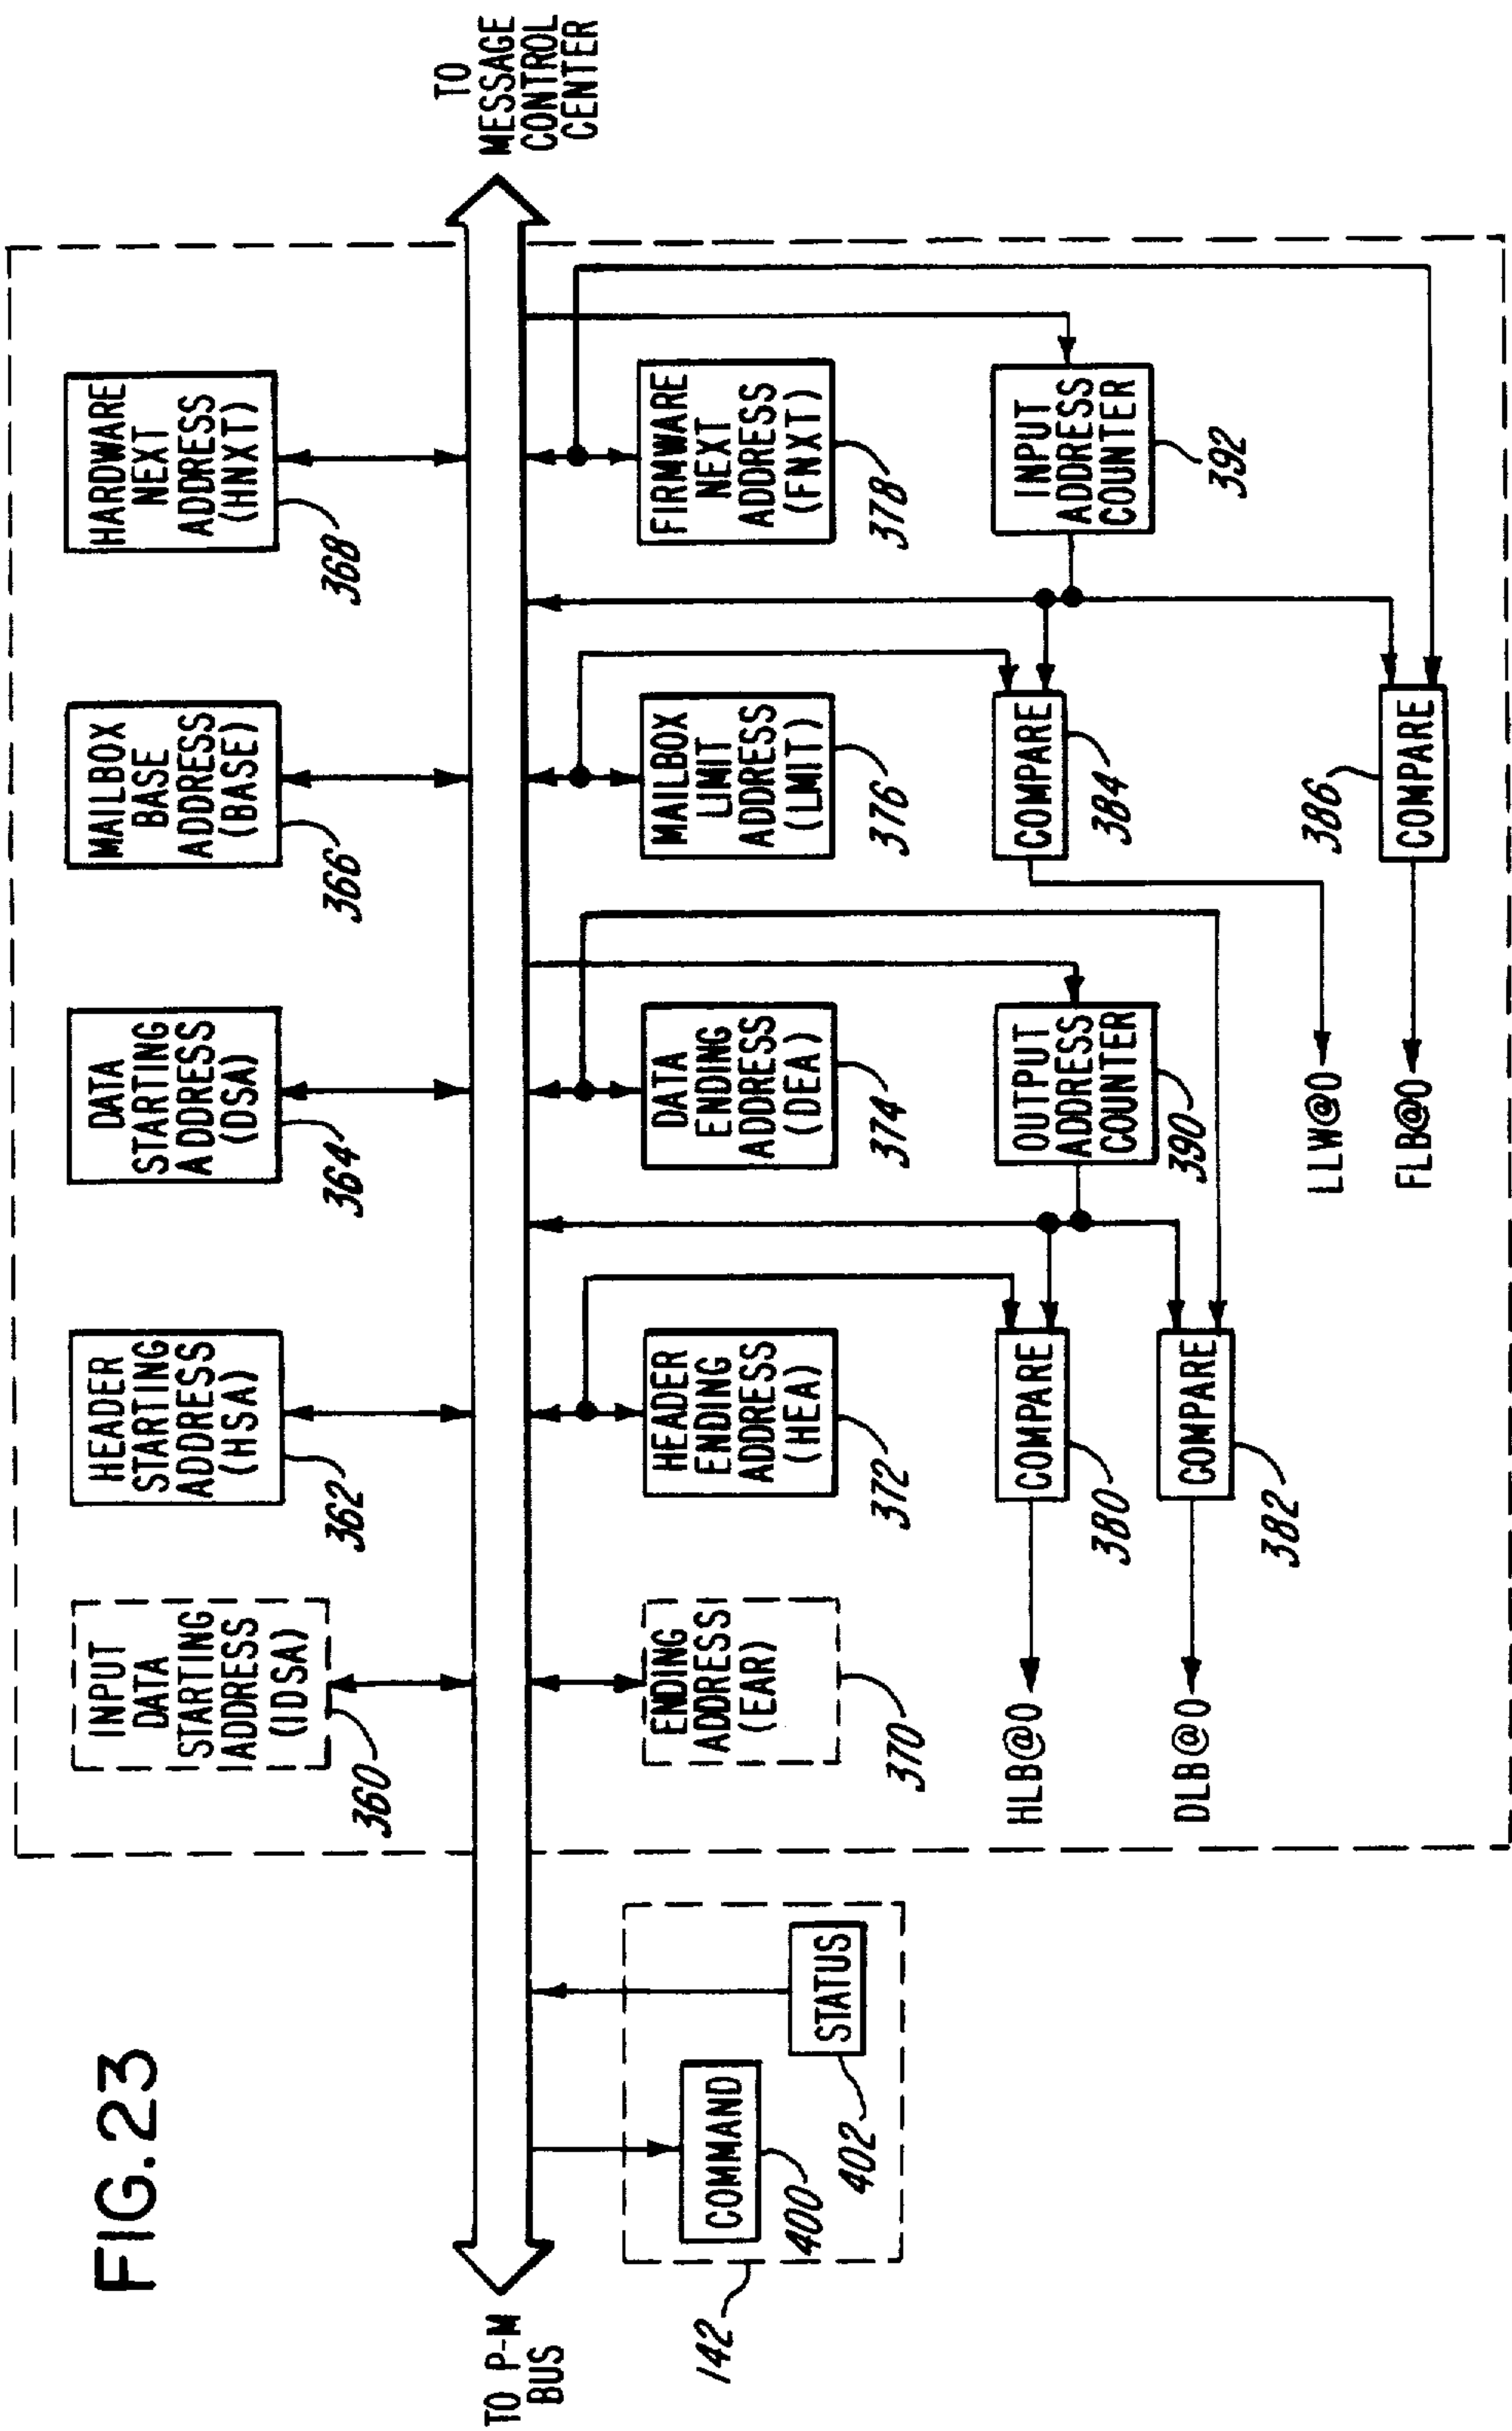 FIG. 23
TO P-M
BUS
TO
MESSAGE
CONTROL
CENTER
INPUT
DATA
STARTING
ADDRESS
(IDSA)
360
HEADER
STARTING
ADDRESS
(HSA)
362
DATA
STARTING
ADDRESS
(DSA)
364
MAILBOX
BASE
ADDRESS
(BASE)
366
HARDWARE
NEXT
ADDRESS
(HNXT)
368
142
COMMAND
400
STATUS
402
ENDING
ADDRESS
(EAR)
370
HEADER
ENDING
ADDRESS
(HEA)
372
DATA
ENDING
ADDRESS
(DEA)
374
MAILBOX
LIMIT
ADDRESS
(LMIT)
376
FIRMWARE
NEXT
ADDRESS
(FNXT)
378
HLB@0
COMPARE
380
OUTPUT
ADDRESS
COUNTER
390
COMPARE
384
INPUT
ADDRESS
COUNTER
392
DLB@0
COMPARE
382
LLW@0
386
FLB@0
COMPARE